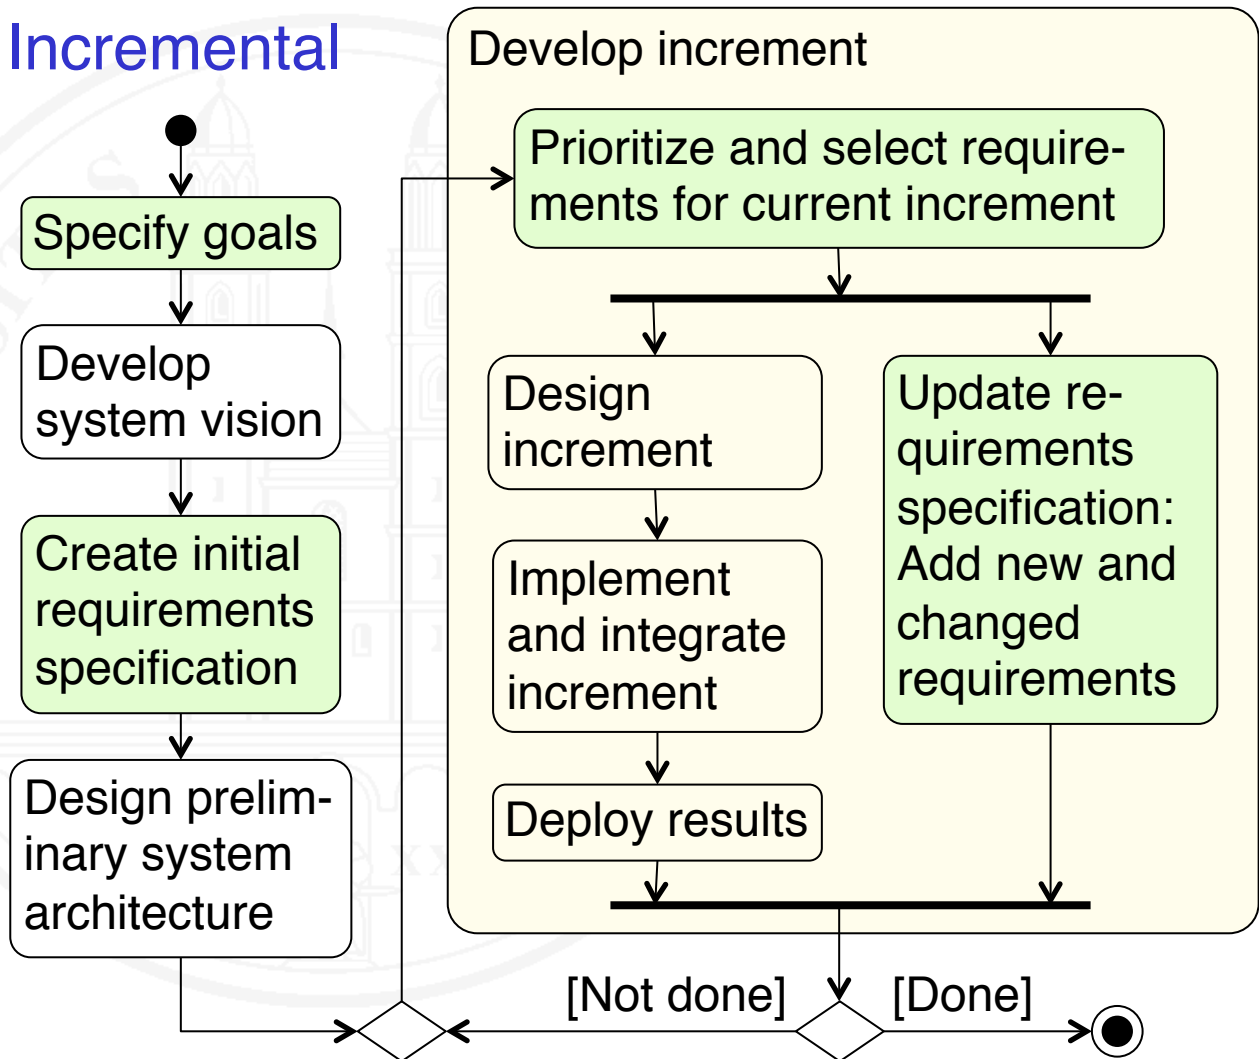 Incremental
Specify goals
Develop
system vision
Create initial
requirements
specification
Design prelim-
inary system
architecture
Develop increment
Prioritize and select require-
ments for current increment
Design
increment
Implement
and integrate
increment
Deploy results
Update re-
quirements
specification:
Add new and
changed
requirements
[Not done]
[Done]